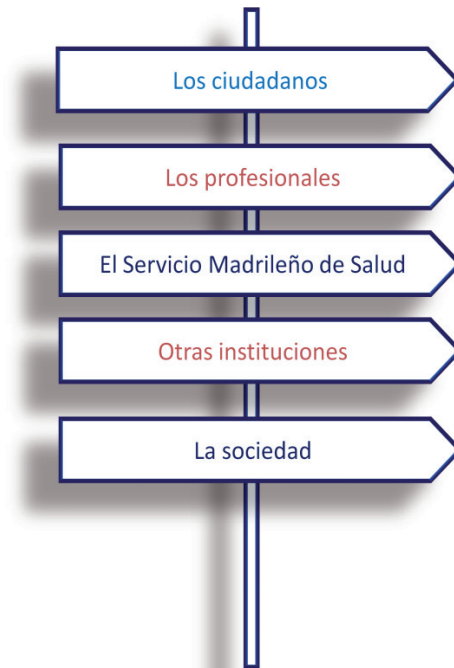 Los ciudadanos
Los profesionales
El Servicio Madrileño de Salud
Otras instituciones
La sociedad